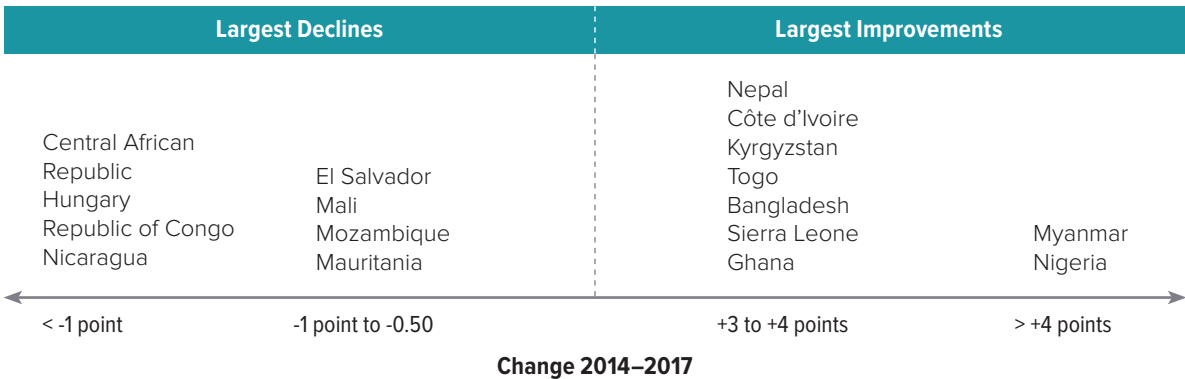 Largest Declines
Largest Improvements
Central African
Republic
Hungary
Republic of Congo
Nicaragua
El Salvador
Mali
Mozambique
Mauritania
Nepal
Côte d’Ivoire
Kyrgyzstan
Togo
Bangladesh
Sierra Leone
Ghana
Myanmar
Nigeria
< -1 point
-1 point to -0.50
+3 to +4 points
> +4 points
Change 2014–2017